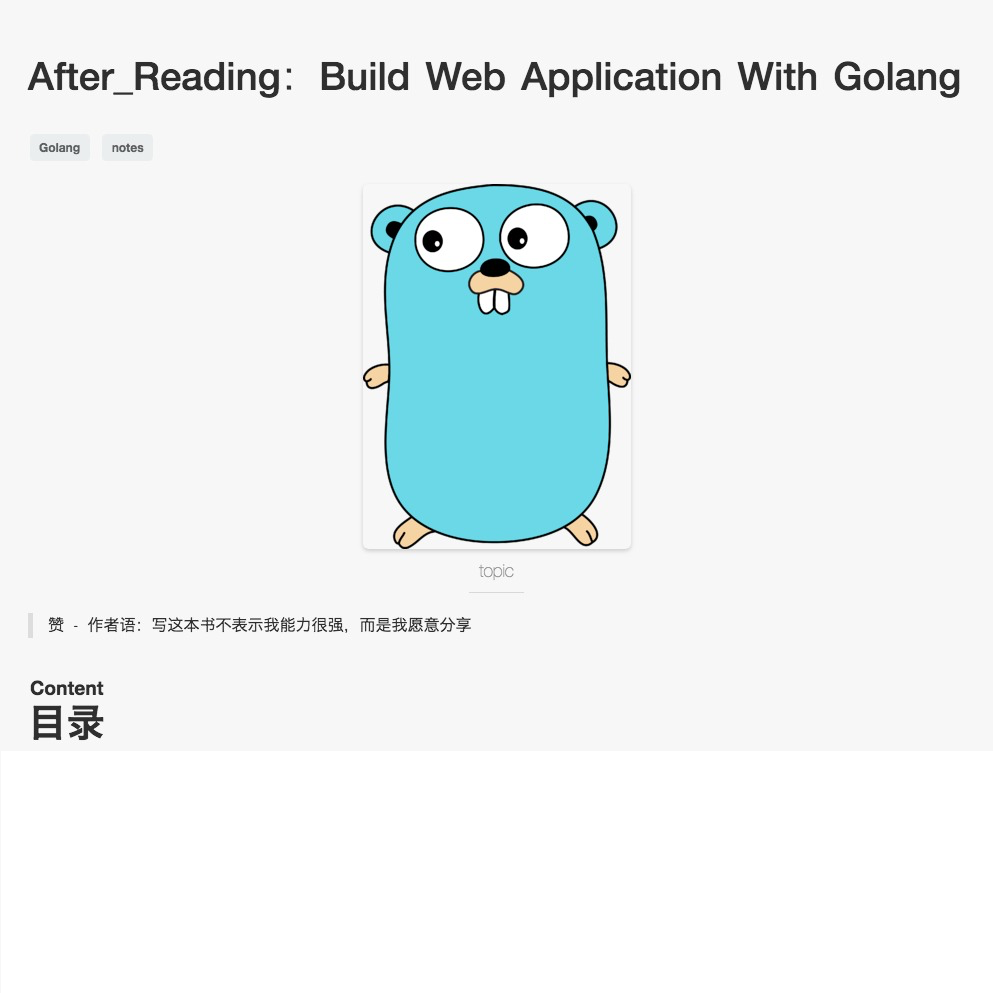 After_Reading： Build Web Application With Golang
Golang notes
topic
赞 - 作者语：写这本书不表示我能力很强，而是我愿意分享
Content
目录